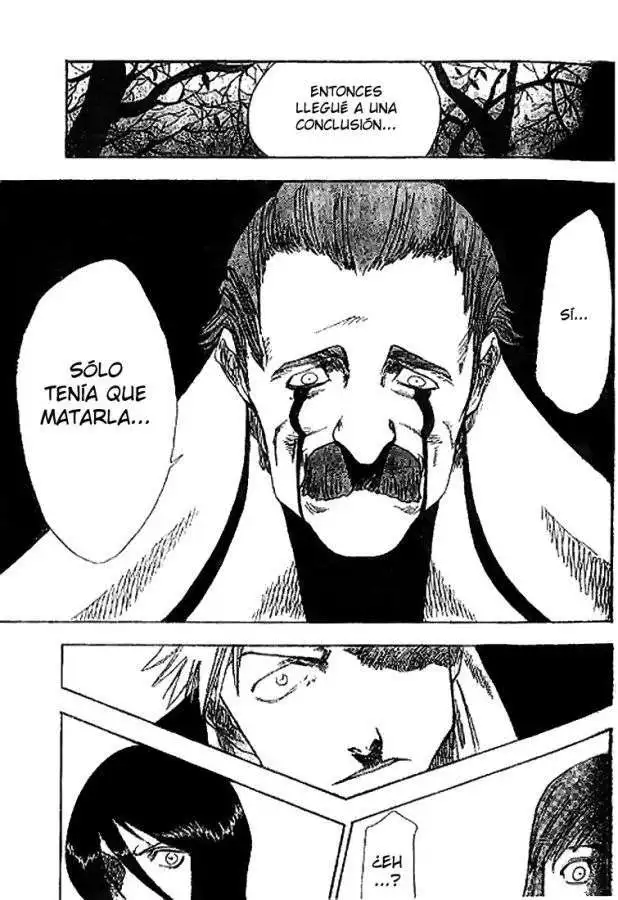 ENTONCES
LLEGUÉ A UNA
CONCLUSIÓN...
SÍ...
SÓLO
TENÍA QUE
MATARLA...
¿EH
...?